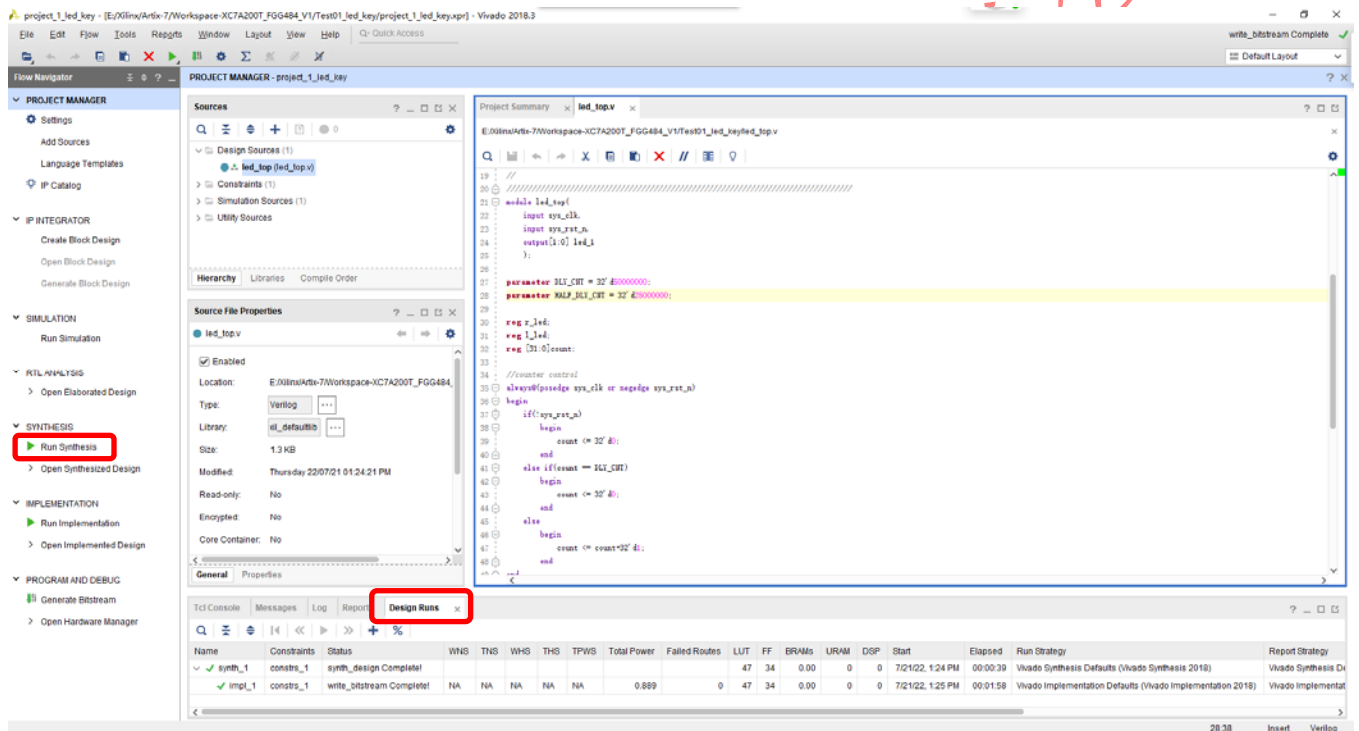 project_1_led_key - [E:/Xilinx/Artix-7/Workspace-XC7A200T_FGG484_V1/Test01_led_key/project_1_led_key.xpr] - Vivado 2018.3
File Edit Flow Tools Reports Window Layout View Help Q- Quick Access
write_bitstream Complete
Default Layout
Flow Navigator
PROJECT MANAGER - project_1_led_key
PROJECT MANAGER
Settings
Add Sources
Language Templates
IP Catalog
IP INTEGRATOR
Create Block Design
Open Block Design
Generate Block Design
SIMULATION
Run Simulation
RTL ANALYSIS
Open Elaborated Design
SYNTHESIS
Run Synthesis
Open Synthesized Design
IMPLEMENTATION
Run Implementation
Open Implemented Design
PROGRAM AND DEBUG
Generate Bitstream
Open Hardware Manager
Sources
0
Design Sources (1)
led_top (led_top.v)
Constraints (1)
Simulation Sources (1)
Utility Sources
Hierarchy Libraries Compile Order
Source File Properties
led_top.v
Enabled
Location: E:/Xilinx/Artix-7/Workspace-XC7A200T_FGG484_
Type: Verilog
Library: xil_defaultlib
Size: 1.3 KB
Modified: Thursday 22/07/21 01:24:21 PM
Read-only: No
Encrypted: No
Core Container: No
General Properties
Project Summary led_top.v
E:/Xilinx/Artix-7/Workspace-XC7A200T_FGG484_V1/Test01_led_key/led_top.v
19 //
20 //////////////////////////////////////////////////////////////////////////////////
21 module led_top(
22 input sys_clk,
23 input sys_rst_n,
24 output[1:0] led_1
25 );
26
27 parameter DLY_CNT = 32'd50000000;
28 parameter HALF_DLY_CNT = 32'd25000000;
29
30 reg r_led;
31 reg l_led;
32 reg [31:0]count;
33
34 //counter control
35 always@(posedge sys_clk or negedge sys_rst_n)
36 begin
37 if(!sys_rst_n)
38 begin
39 count <= 32'd0;
40 end
41 else if(count == DLY_CNT)
42 begin
43 count <= 32'd0;
44 end
45 else
46 begin
47 count <= count+32'd1;
48 end
Tcl Console Messages Log Report Design Runs
Name Constraints Status WNS TNS WHS THS TPWS Total Power Failed Routes LUT FF BRAMs URAM DSP Start Elapsed Run Strategy Report Strategy
synth_1 constrs_1 synth_design Complete! 47 34 0.00 0 0 7/21/22, 1:24 PM 00:00:39 Vivado Synthesis Defaults (Vivado Synthesis 2018) Vivado Synthesis De
impl_1 constrs_1 write_bitstream Complete! NA NA NA NA NA 0.889 0 47 34 0.00 0 0 7/21/22, 1:25 PM 00:01:58 Vivado Implementation Defaults (Vivado Implementation 2018) Vivado Implementat
28:38 Insert Verilog